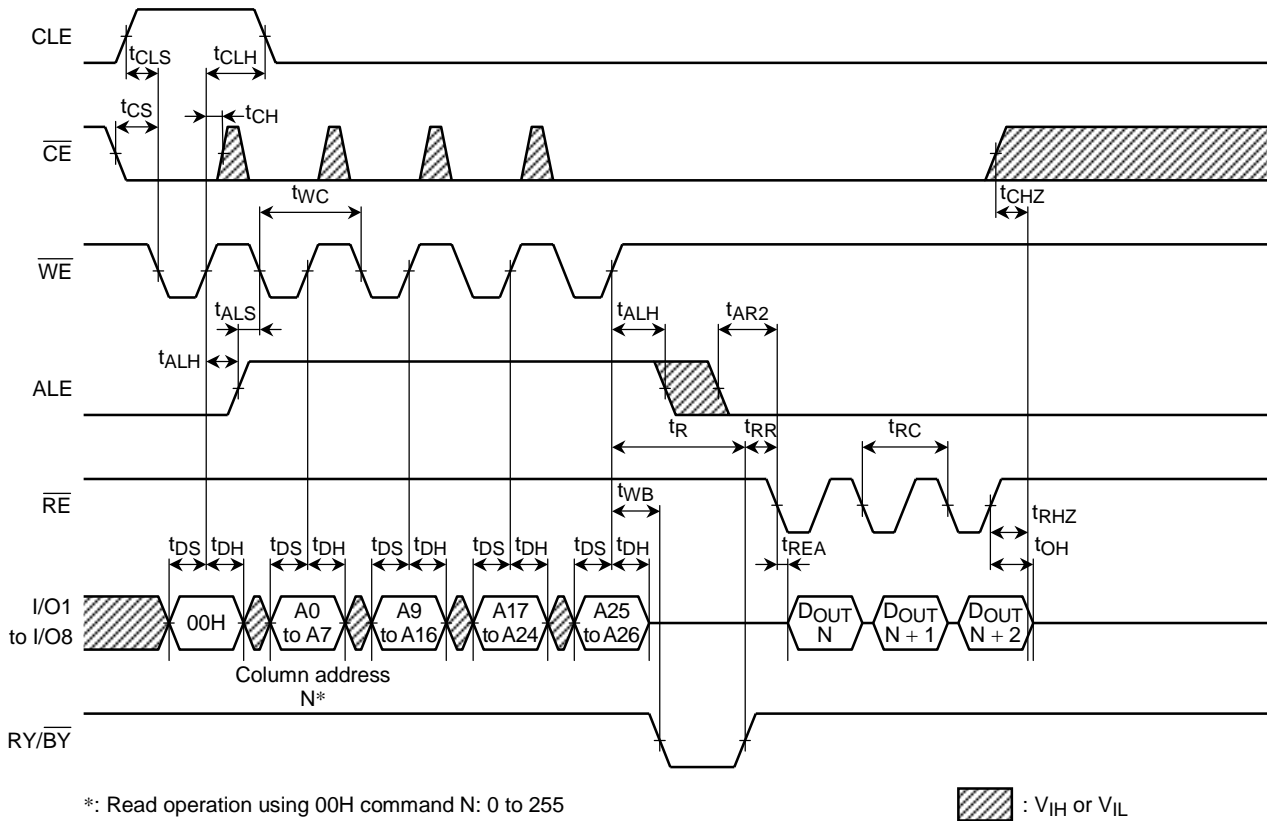 CLE
tCLS
tCLH
tCS
tCH
CE
tWC
tCHZ
WE
tALS
tALH
tAR2
tALH
ALE
tR
tRR
tRC
RE
tWB
tRHZ
tDS
tDH
tDS
tDH
tDS
tDH
tDS
tDH
tDS
tDH
tREA
tOH
I/O1
to I/O8
00H
A0
to A7
A9
to A16
A17
to A24
A25
to A26
DOUT
N
DOUT
N + 1
DOUT
N + 2
Column address
N*
RY/BY
*: Read operation using 00H command N: 0 to 255
: VIH or VIL